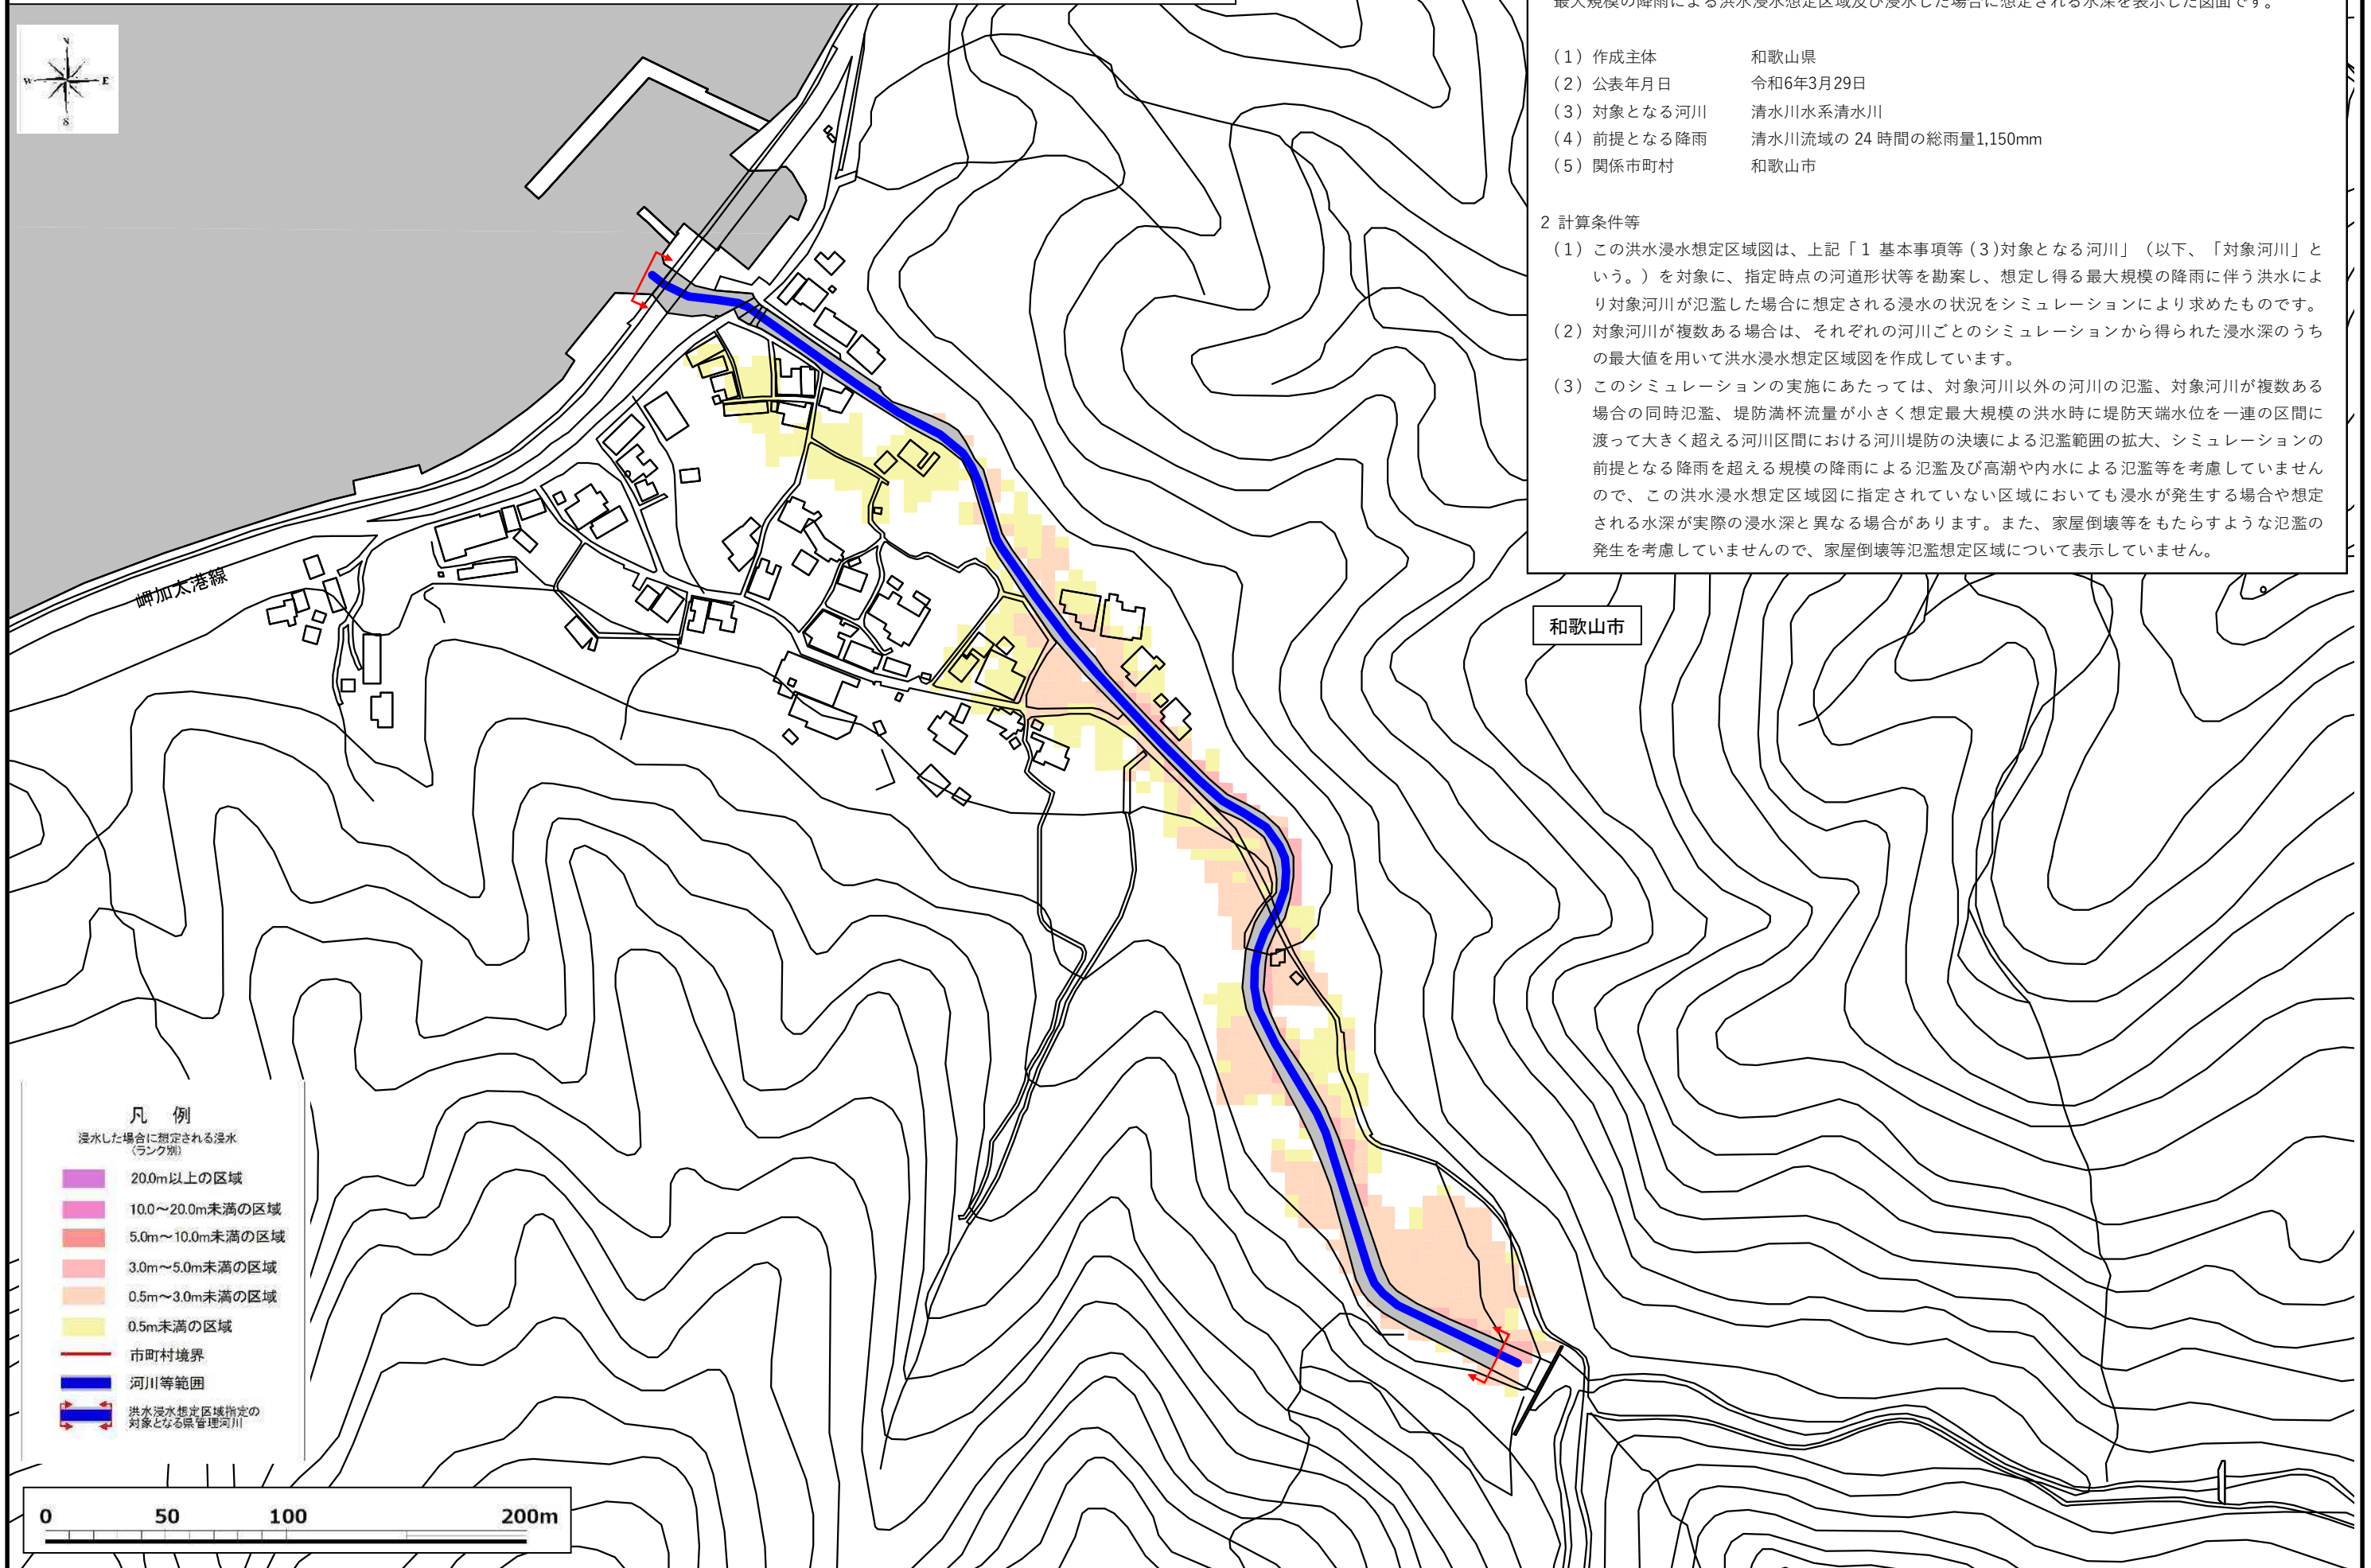 最大規模の降雨による洪水浸水想定区域及び浸水した場合に想定される水深を表示した図面です。
(1) 作成主体 和歌山県
(2) 公表年月日 令和6年3月29日
(3) 対象となる河川 清水川水系清水川
(4) 前提となる降雨 清水川流域の 24 時間の総雨量1,150mm
(5) 関係市町村 和歌山市
2 計算条件等
(1) この洪水浸水想定区域図は、上記「1 基本事項等(3)対象となる河川」(以下、「対象河川」と
いう。)を対象に、指定時点の河道形状等を勘案し、想定し得る最大規模の降雨に伴う洪水によ
り対象河川が氾濫した場合に想定される浸水の状況をシミュレーションにより求めたものです。
(2) 対象河川が複数ある場合は、それぞれの河川ごとのシミュレーションから得られた浸水深のうち
の最大値を用いて洪水浸水想定区域図を作成しています。
(3) このシミュレーションの実施にあたっては、対象河川以外の河川の氾濫、対象河川が複数ある
場合の同時氾濫、堤防満杯流量が小さく想定最大規模の洪水時に堤防天端水位を一連の区間に
渡って大きく超える河川区間における河川堤防の決壊による氾濫範囲の拡大、シミュレーションの
前提となる降雨を超える規模の降雨による氾濫及び高潮や内水による氾濫等を考慮していません
ので、この洪水浸水想定区域図に指定されていない区域においても浸水が発生する場合や想定
される水深が実際の浸水深と異なる場合があります。また、家屋倒壊等をもたらすような氾濫の
発生を考慮していませんので、家屋倒壊等氾濫想定区域について表示していません。
N
W E
S
岬加太港線
和歌山市
凡 例
浸水した場合に想定される浸水
(ランク別)
20.0m以上の区域
10.0～20.0m未満の区域
5.0m～10.0m未満の区域
3.0m～5.0m未満の区域
0.5m～3.0m未満の区域
0.5m未満の区域
市町村境界
河川等範囲
洪水浸水想定区域指定の
対象となる県管理河川
0 50 100 200m